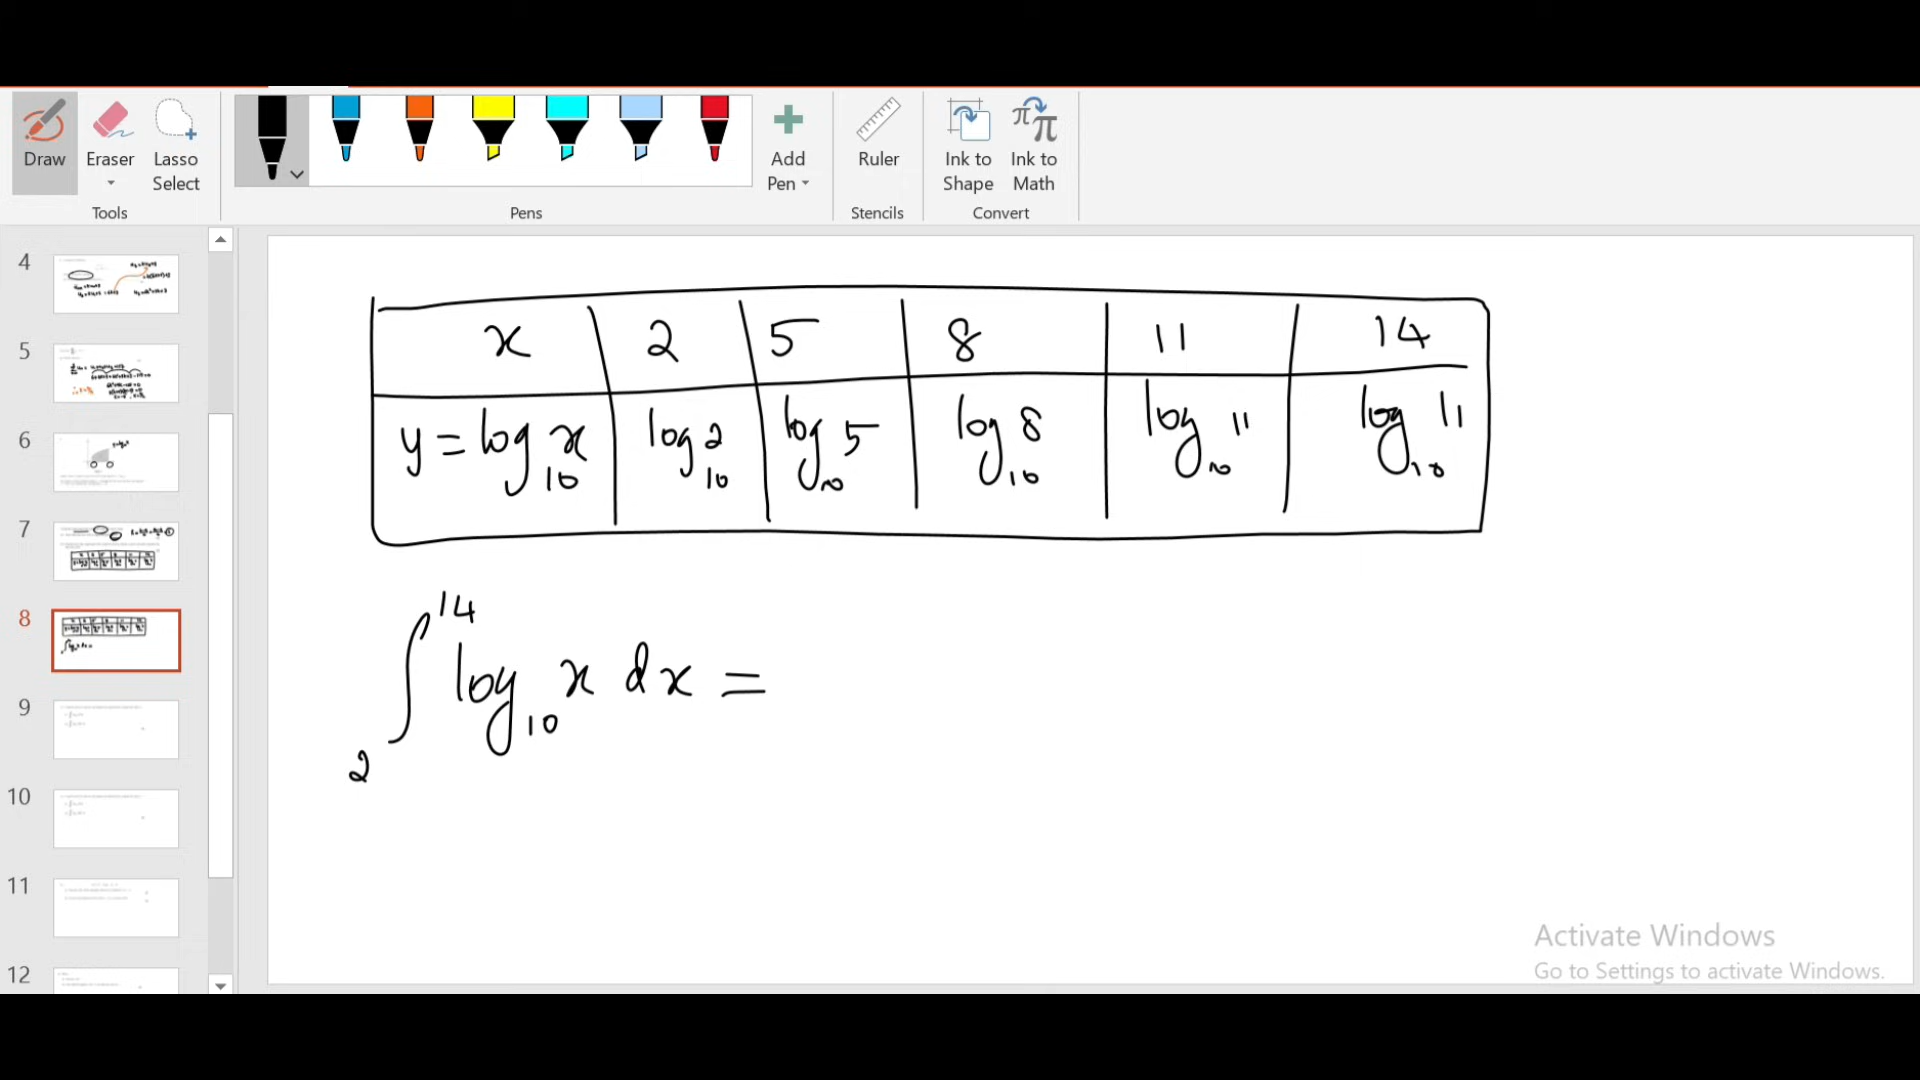 Draw Eraser Lasso Select
Tools
Pens
Add Pen
Ruler
Stencils
Ink to Shape Ink to Math
Convert
4
5
6
7
8
9
10
11
12
x 2 5 8 11 14
y = log₁₀ x log₁₀ 2 log₁₀ 5 log₁₀ 8 log₁₀ 11 log₁₀ 11
∫₂¹⁴ log₁₀ x dx =
Activate Windows
Go to Settings to activate Windows.